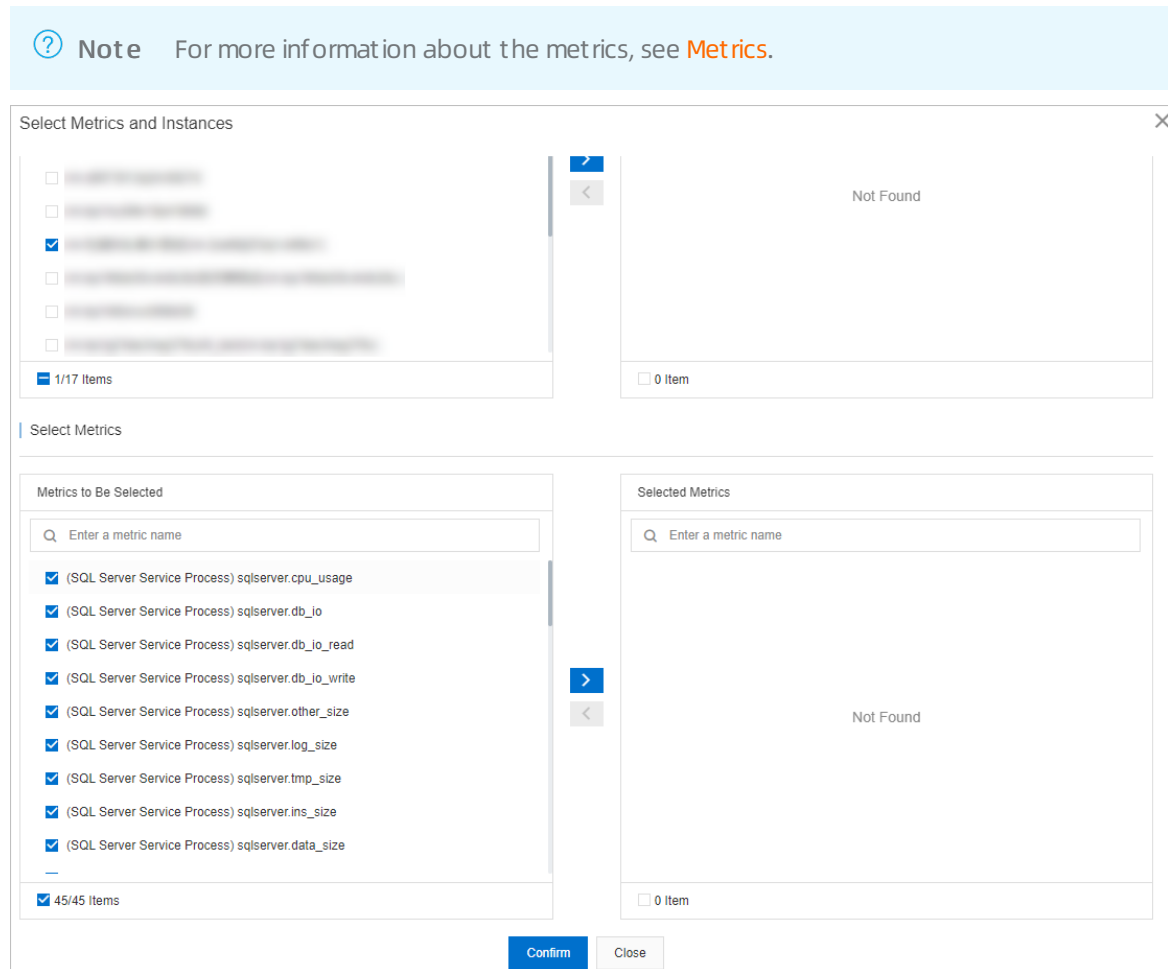 Note For more information about the metrics, see Metrics.
Select Metrics and Instances
Not Found
1/17 Items
0 Item
Select Metrics
Metrics to Be Selected
Selected Metrics
Enter a metric name
Enter a metric name
(SQL Server Service Process) sqlserver.cpu_usage
(SQL Server Service Process) sqlserver.db_io
(SQL Server Service Process) sqlserver.db_io_read
(SQL Server Service Process) sqlserver.db_io_write
(SQL Server Service Process) sqlserver.other_size
(SQL Server Service Process) sqlserver.log_size
(SQL Server Service Process) sqlserver.tmp_size
(SQL Server Service Process) sqlserver.ins_size
(SQL Server Service Process) sqlserver.data_size
Not Found
45/45 Items
0 Item
Confirm
Close